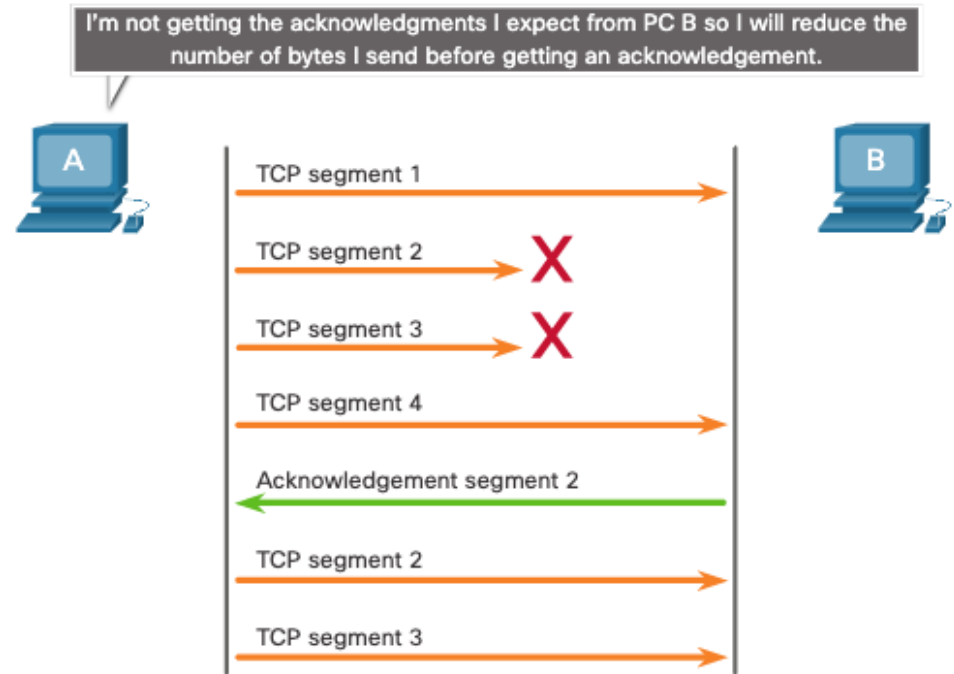 I'm not getting the acknowledgments I expect from PC B so I will reduce the
number of bytes I send before getting an acknowledgement.
A
B
TCP segment 1
TCP segment 2
X
TCP segment 3
X
TCP segment 4
Acknowledgement segment 2
TCP segment 2
TCP segment 3